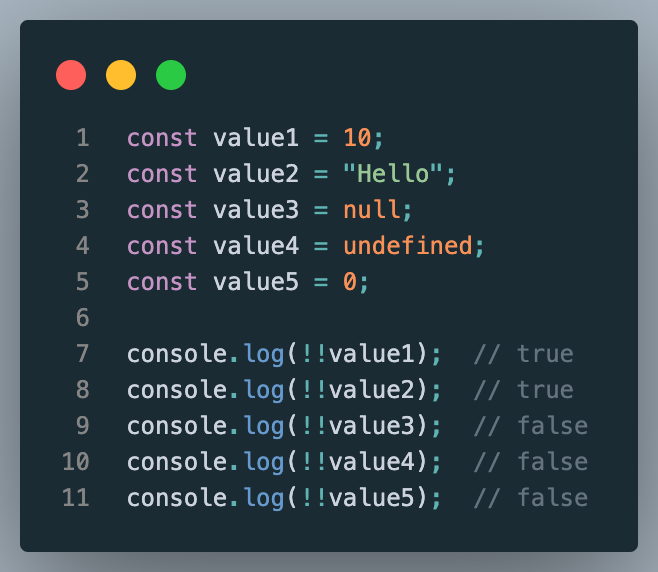 1 const value1 = 10;
2 const value2 = "Hello";
3 const value3 = null;
4 const value4 = undefined;
5 const value5 = 0;
6
7 console.log(!!value1);  // true
8 console.log(!!value2);  // true
9 console.log(!!value3);  // false
10 console.log(!!value4);  // false
11 console.log(!!value5);  // false